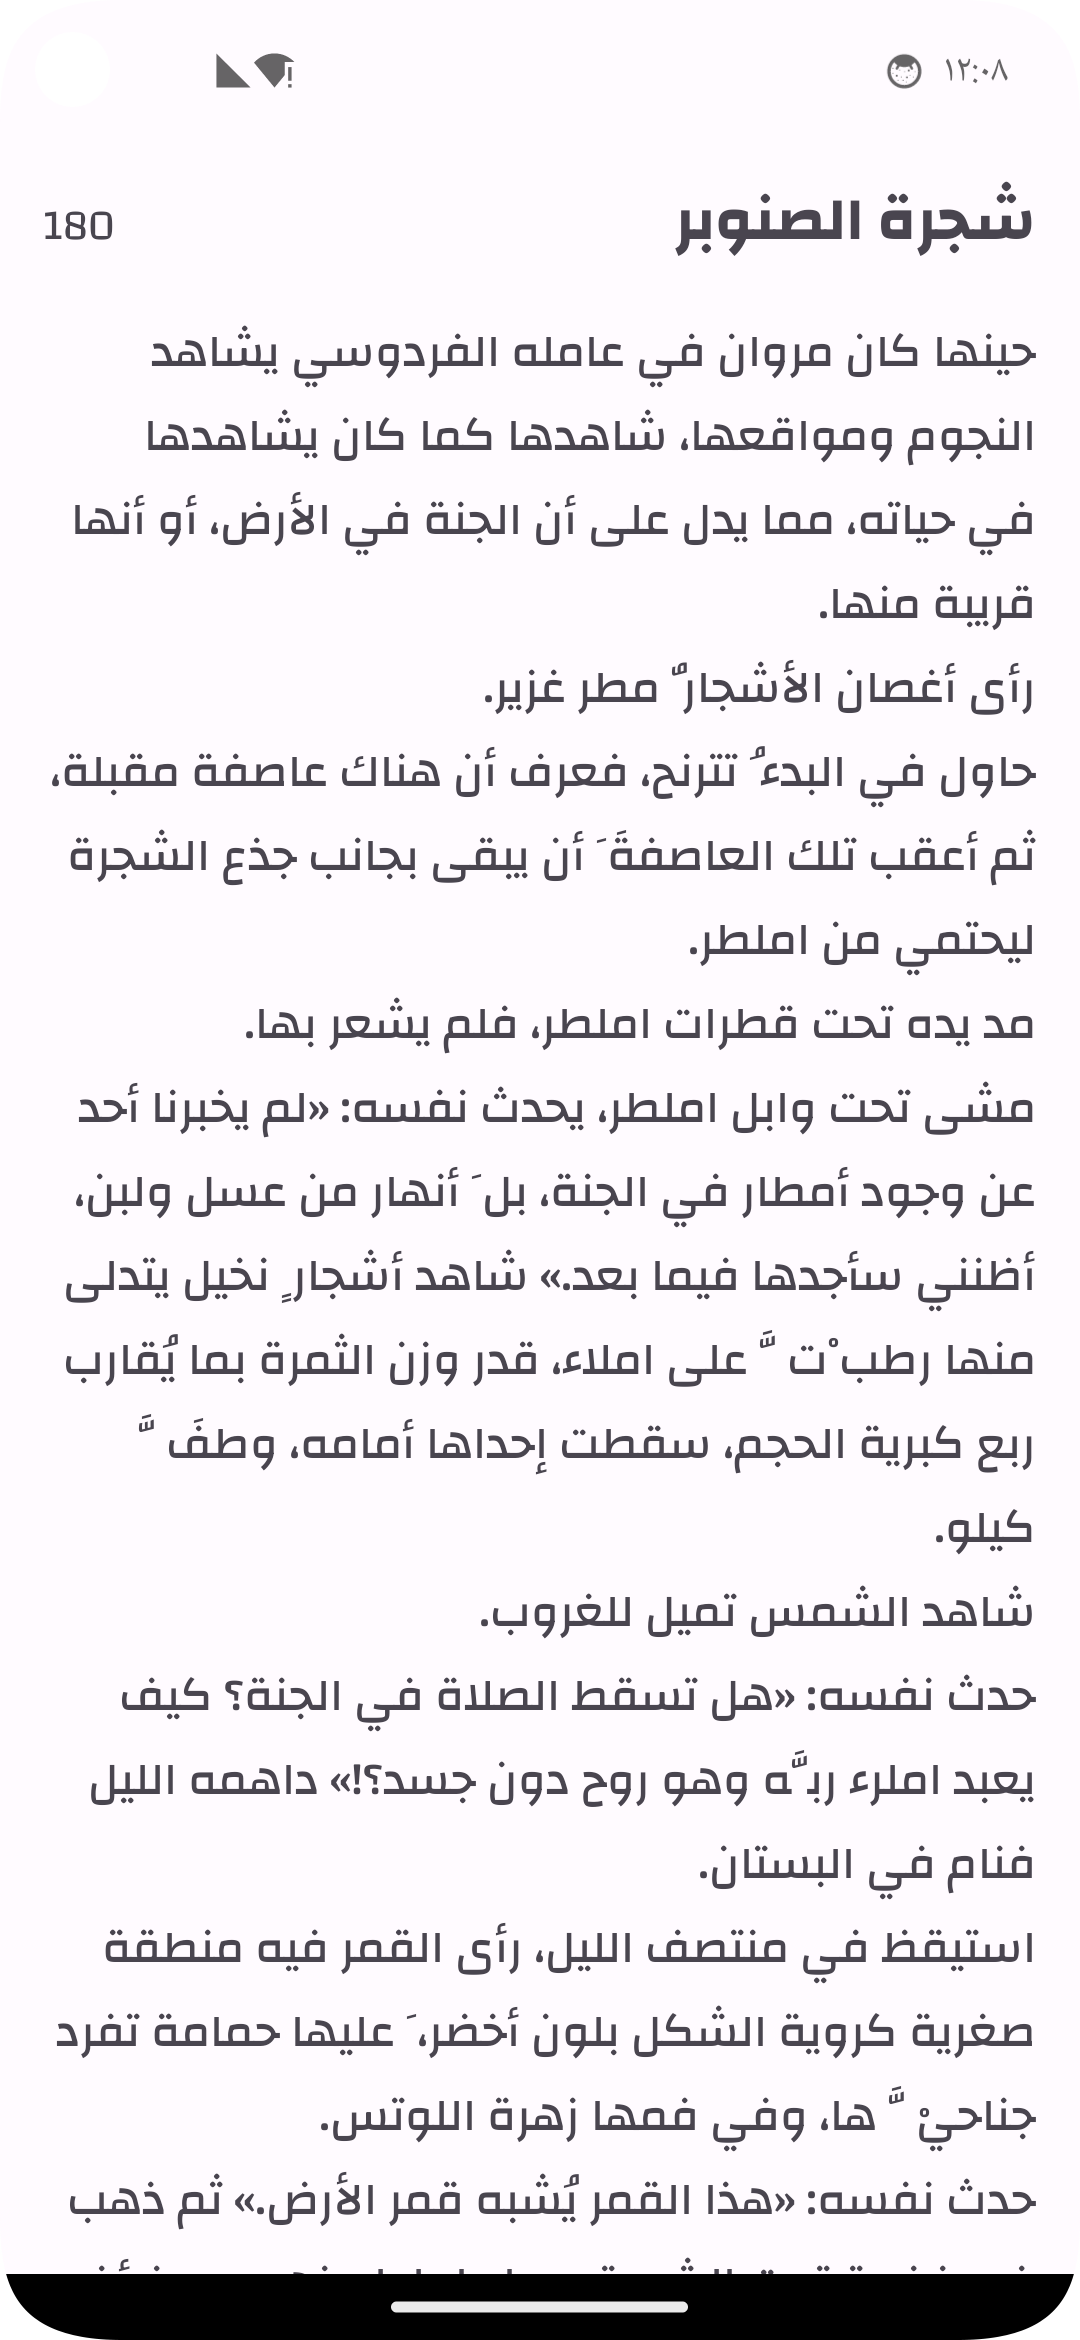 ١٢:٠٨
شجرة الصنوبر
180
حينها كان مروان في عامله الفردوسي يشاهد
النجوم ومواقعها، شاهدها كما كان يشاهدها
في حياته، مما يدل على أن الجنة في الأرض، أو أنها
قريبة منها.
رأى أغصان الأشجارٌّ مطر غزير.
حاول في البدءُ َ تترنح، فعرف أن هناك عاصفة مقبلة،
ثم أعقب تلك العاصفةَ َ أن يبقى بجانب جذع الشجرة
ليحتمي من املطر.
مد يده تحت قطرات املطر، فلم يشعر بها.
مشى تحت وابل املطر، يحدث نفسه: «لم يخبرنا أحد
عن وجود أمطار في الجنة، بل َ أنهار من عسل ولبن،
أظنني سأجدها فيما بعد.» شاهد أشجار ٍ نخيل يتدلى
منها رطب ْت َّ على املاء، قدر وزن الثمرة بما يُقارب
ربع كبرية الحجم، سقطت إحداها أمامه، وطفَ َّ
كيلو.
شاهد الشمس تميل للغروب.
حدث نفسه: «هل تسقط الصلاة في الجنة؟ كيف
يعبد املرء ربَّه وهو روح دون جسد؟!» داهمه الليل
فنام في البستان.
استيقظ في منتصف الليل، رأى القمر فيه منطقة
صغرية كروية الشكل بلون أخضر، َ عليها حمامة تفرد
جناحيْ َّ ها، وفي فمها زهرة اللوتس.
حدث نفسه: «هذا القمر يُشبه قمر الأرض.» ثم ذهب